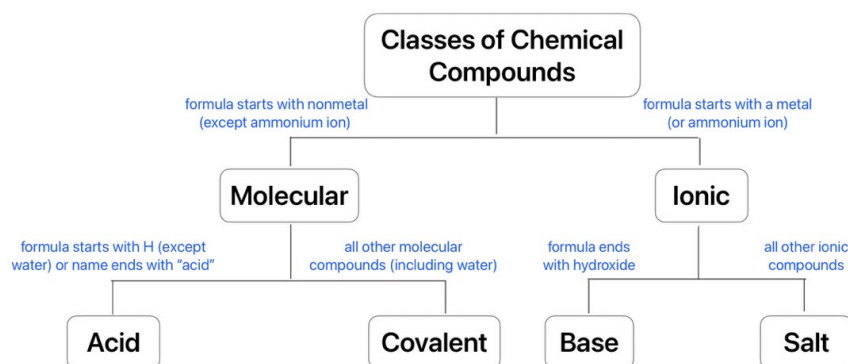 Classes of Chemical
Compounds
formula starts with nonmetal
(except ammonium ion)
formula starts with a metal
(or ammonium ion)
Molecular
Ionic
formula starts with H (except
water) or name ends with “acid”
all other molecular
compounds (including water)
formula ends
with hydroxide
all other ionic
compounds
Acid
Covalent
Base
Salt